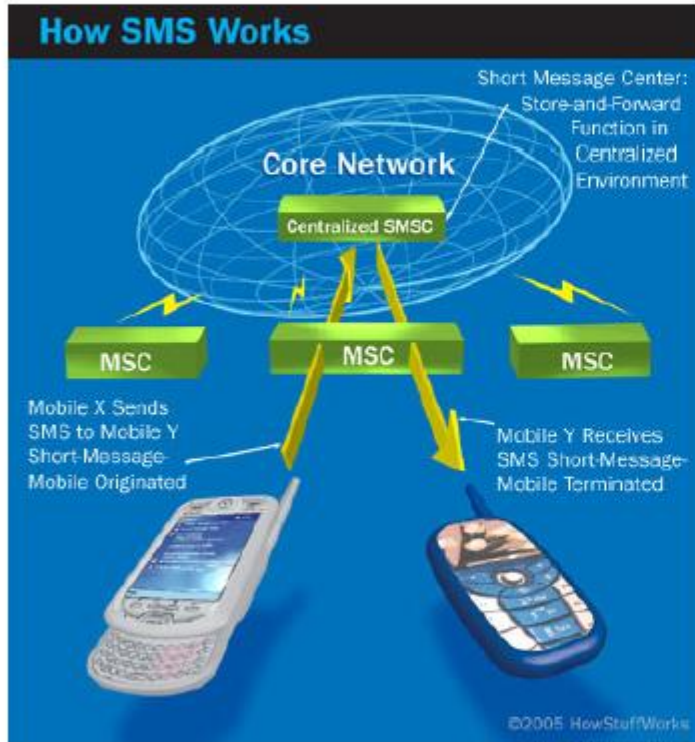 How SMS Works
Short Message Center:
Store-and-Forward
Function in
Centralized
Environment
Core Network
Centralized SMSC
MSC
MSC
MSC
Mobile X Sends
SMS to Mobile Y
Short-Message-
Mobile Originated
Mobile Y Receives
SMS Short-Message-
Mobile Terminated
©2005 HowStuffWorks